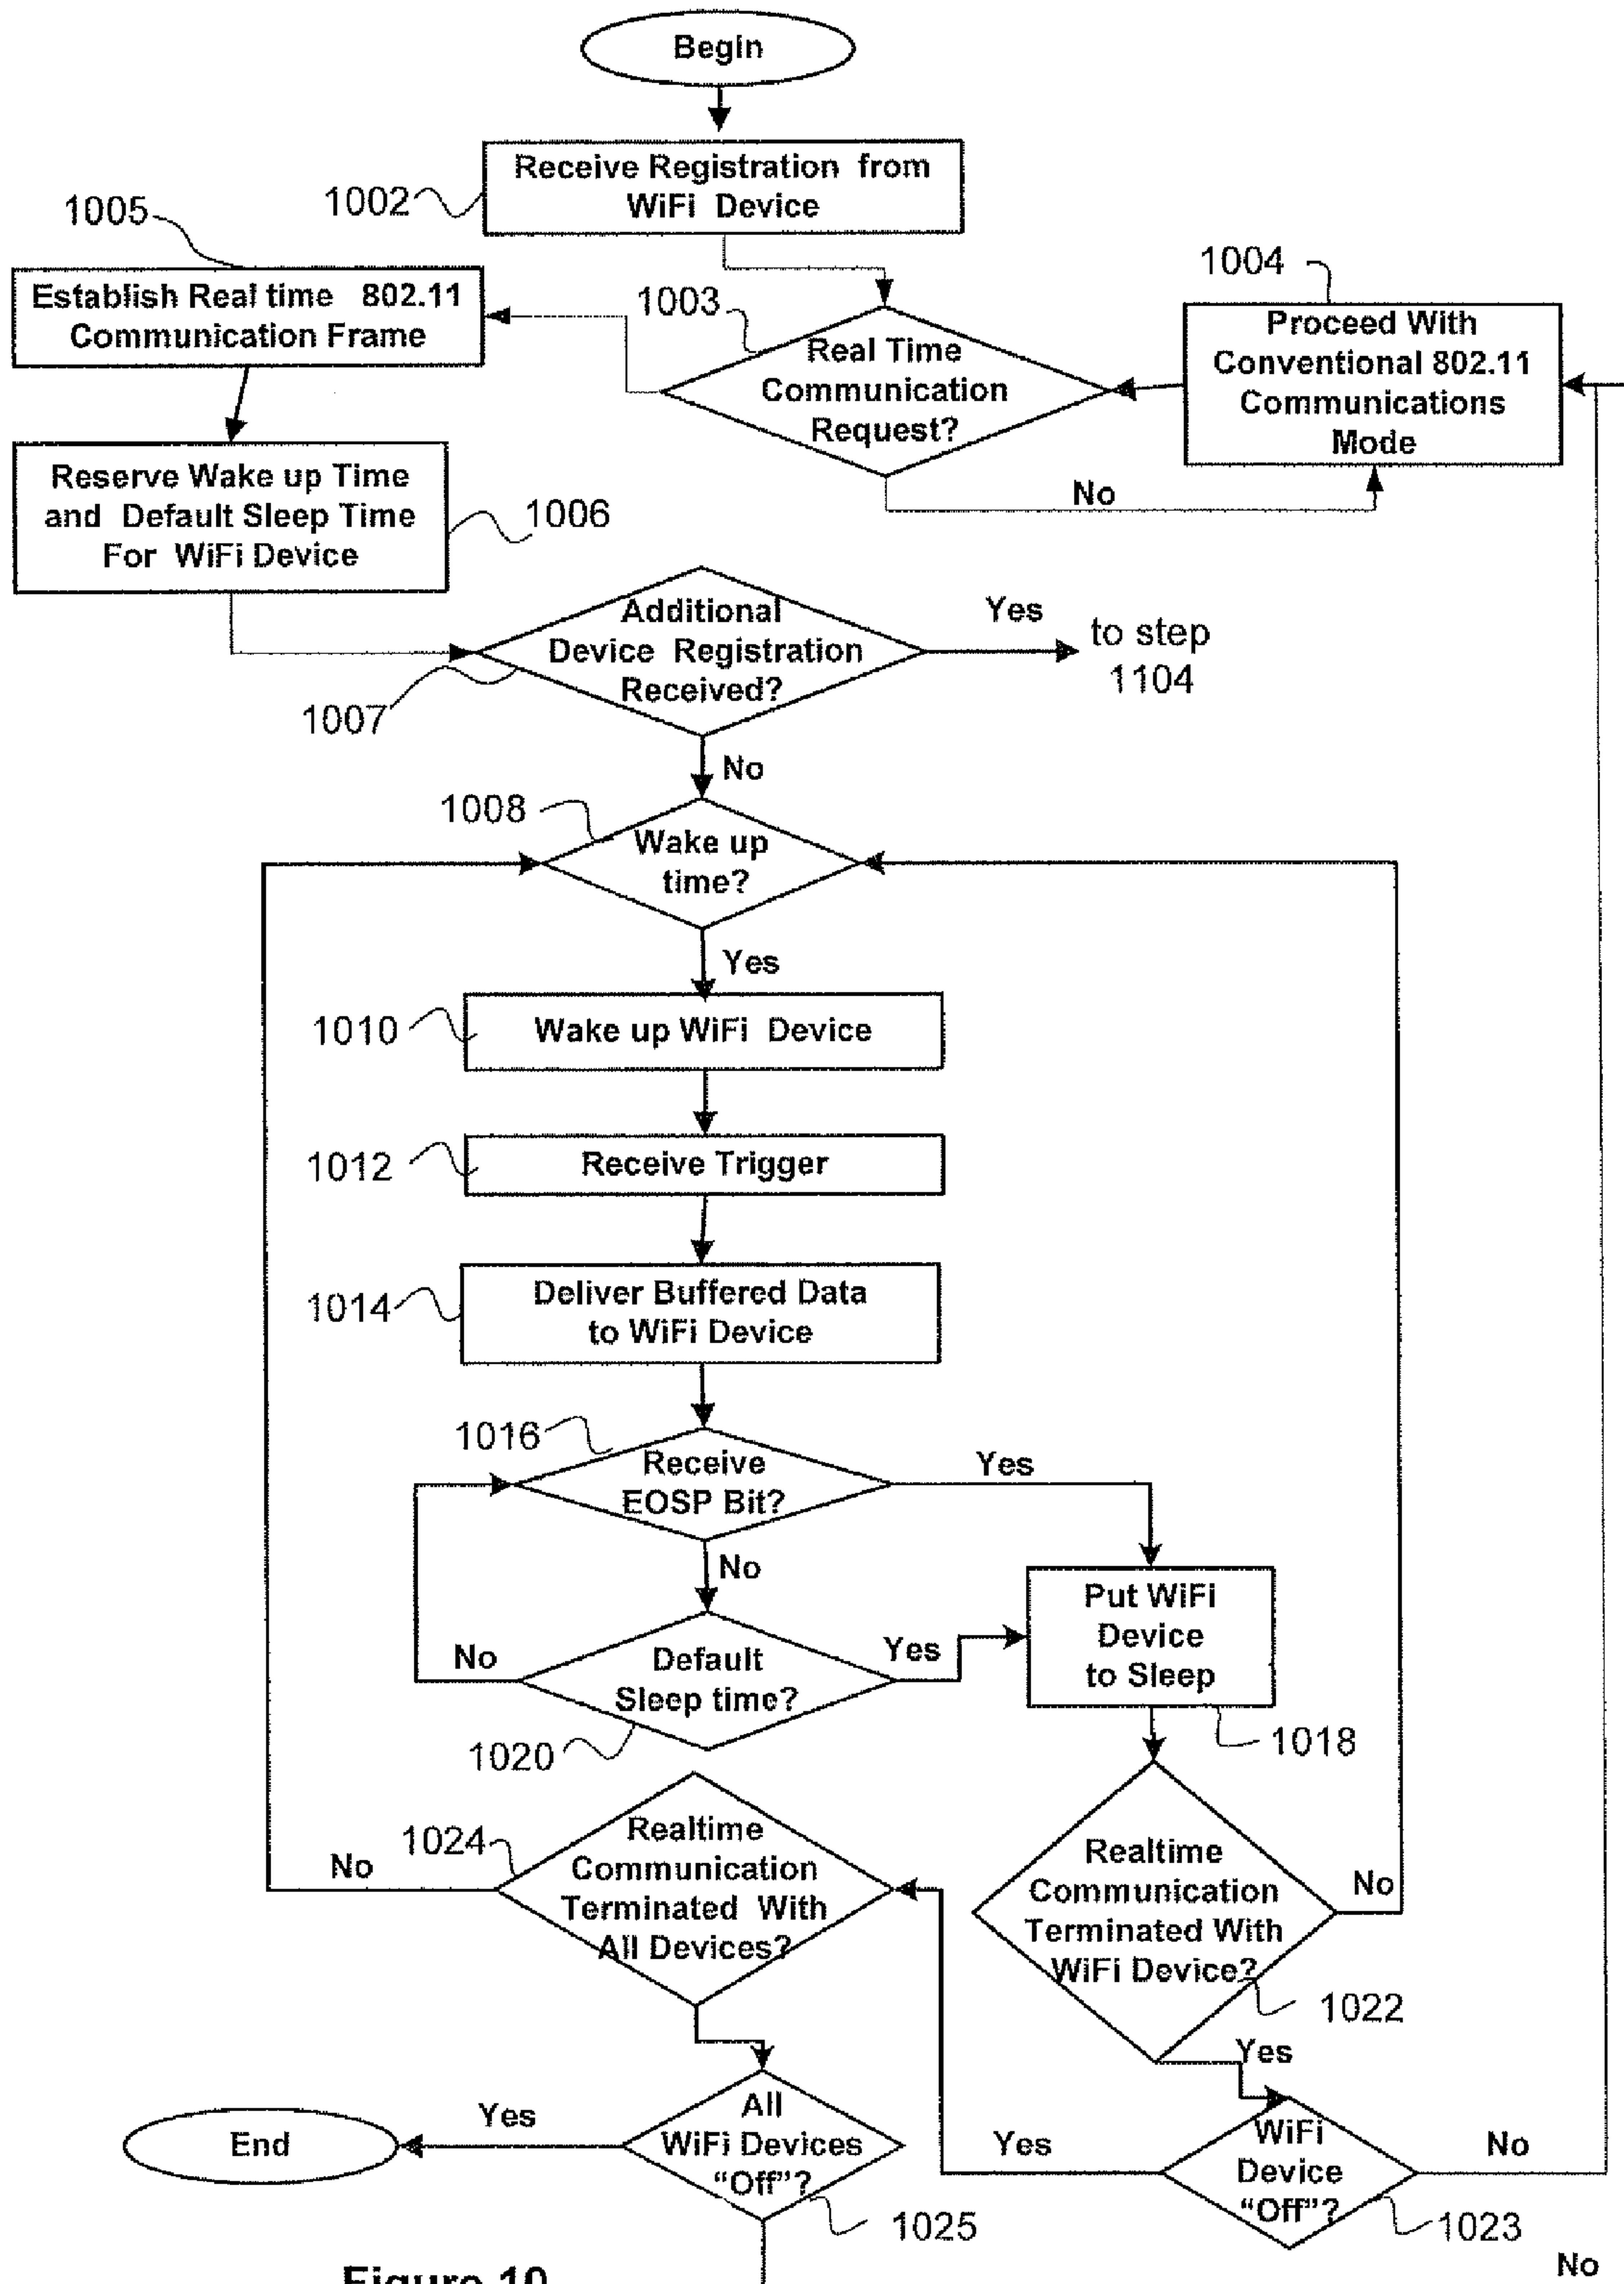 Begin
Receive Registration from
WiFi Device
1002
1005
Establish Real time 802.11
Communication Frame
1003
Real Time
Communication
Request?
1004
Proceed With
Conventional 802.11
Communications
Mode
No
Reserve Wake up Time
and Default Sleep Time
For WiFi Device
1006
Additional
Device Registration
Received?
1007
Yes
to step
1104
No
1008
Wake up
time?
Yes
1010
Wake up WiFi Device
1012
Receive Trigger
1014
Deliver Buffered Data
to WiFi Device
1016
Receive
EOSP Bit?
Yes
No
Default
Sleep time?
No
Yes
1020
Put WiFi
Device
to Sleep
1018
1024
Realtime
Communication
Terminated With
All Devices?
No
Realtime
Communication
Terminated With
WiFi Device?
No
1022
Yes
End
Yes
All
WiFi Devices
“Off”?
1025
Yes
WiFi
Device
“Off”?
No
1023
No
Figure 10